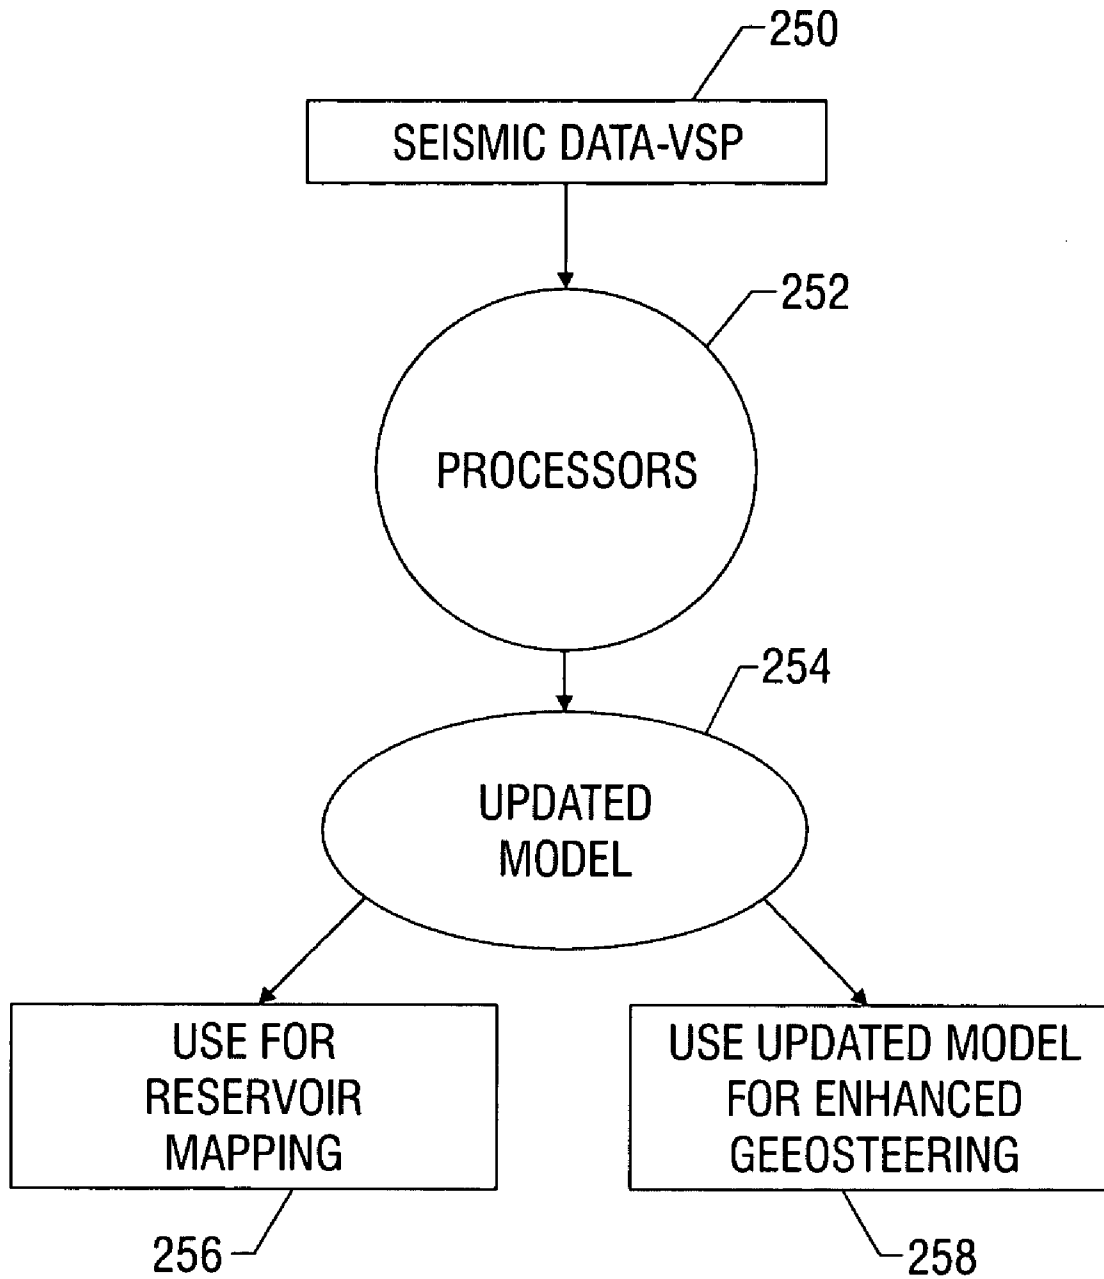 250
SEISMIC DATA-VSP
252
PROCESSORS
254
UPDATED
MODEL
USE FOR
RESERVOIR
MAPPING
USE UPDATED MODEL
FOR ENHANCED
GEEOSTEERING
256
258